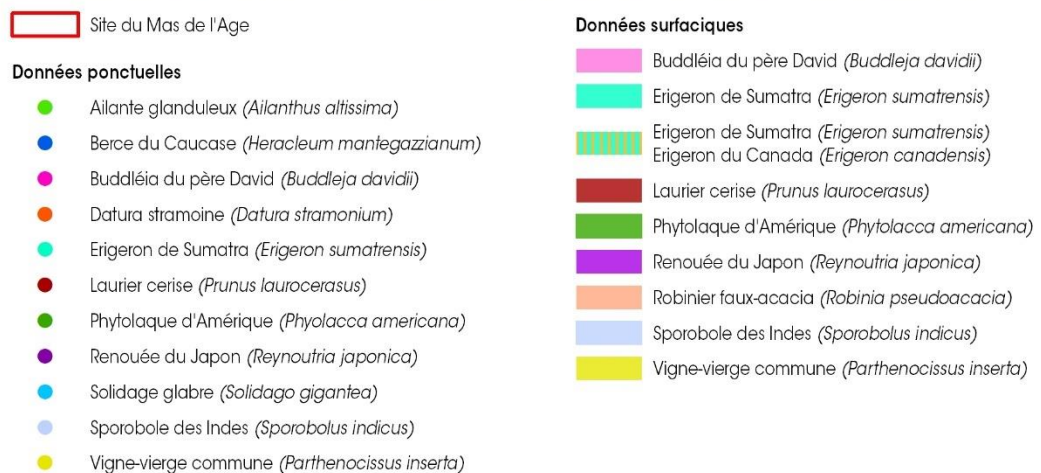 Site du Mas de l'Age
Données ponctuelles
Ailante glanduleux (Ailanthus altissima)
Berce du Caucase (Heracleum mantegazzianum)
Buddléia du père David (Buddleja davidii)
Datura stramoine (Datura stramonium)
Erigeron de Sumatra (Erigeron sumatrensis)
Laurier cerise (Prunus laurocerasus)
Phytolaque d'Amérique (Phyolacca americana)
Renouée du Japon (Reynoutria japonica)
Solidage glabre (Solidago gigantea)
Sporobole des Indes (Sporobolus indicus)
Vigne-vierge commune (Parthenocissus inserta)
Données surfaciques
Buddléia du père David (Buddleja davidii)
Erigeron de Sumatra (Erigeron sumatrensis)
Erigeron de Sumatra (Erigeron sumatrensis)
Erigeron du Canada (Erigeron canadensis)
Laurier cerise (Prunus laurocerasus)
Phytolaque d'Amérique (Phytolacca americana)
Renouée du Japon (Reynoutria japonica)
Robinier faux-acacia (Robinia pseudoacacia)
Sporobole des Indes (Sporobolus indicus)
Vigne-vierge commune (Parthenocissus inserta)